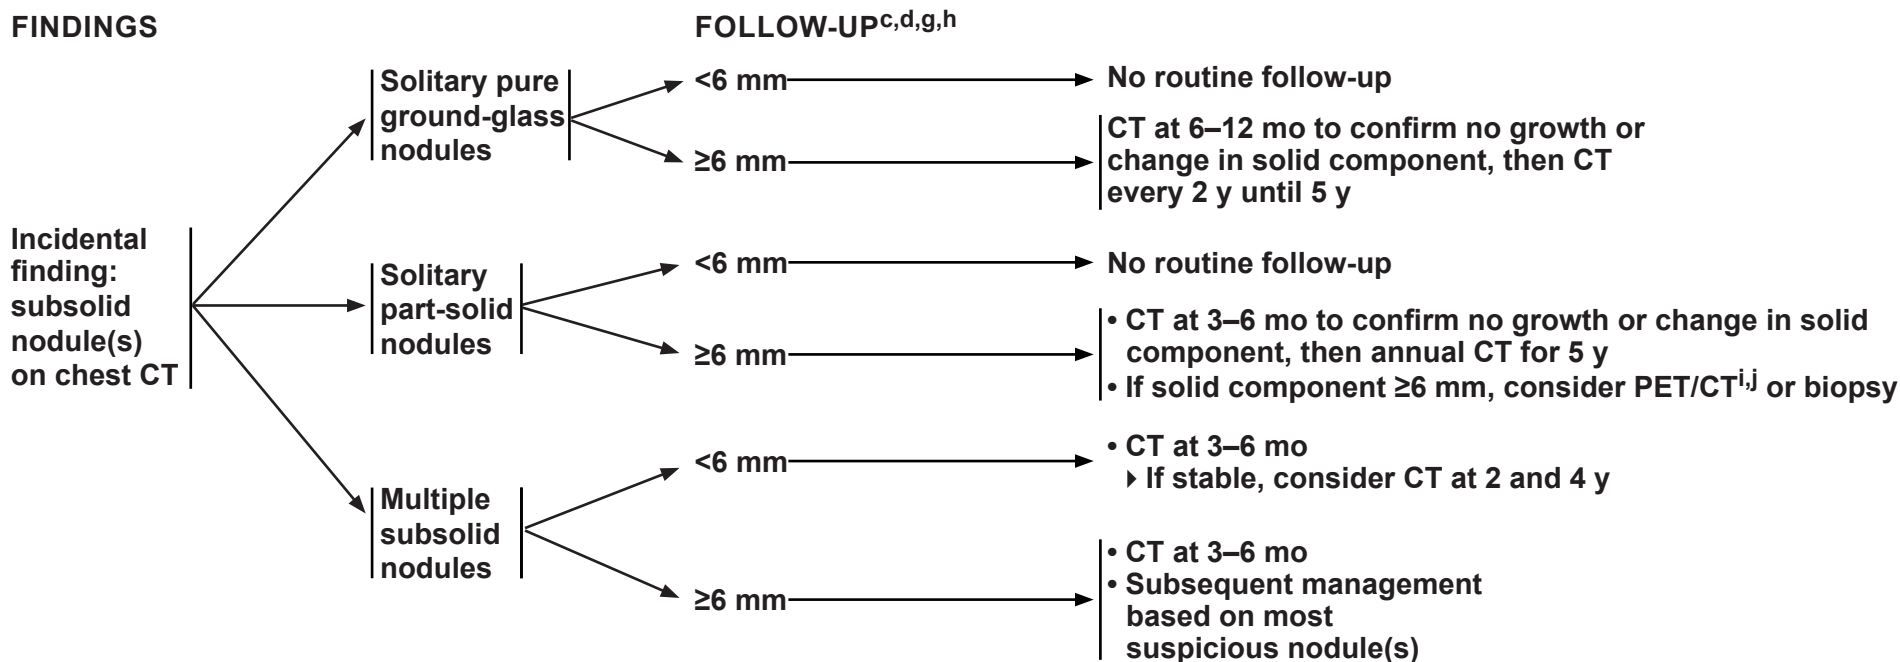 FINDINGS
FOLLOW-UPc,d,g,h
Incidental
finding:
subsolid
nodule(s)
on chest CT
Solitary pure
ground-glass
nodules
<6 mm
No routine follow-up
≥6 mm
CT at 6–12 mo to confirm no growth or
change in solid component, then CT
every 2 y until 5 y
Solitary
part-solid
nodules
<6 mm
No routine follow-up
≥6 mm
• CT at 3–6 mo to confirm no growth or change in solid
component, then annual CT for 5 y
• If solid component ≥6 mm, consider PET/CTi,j or biopsy
Multiple
subsolid
nodules
<6 mm
• CT at 3–6 mo
▸ If stable, consider CT at 2 and 4 y
≥6 mm
• CT at 3–6 mo
• Subsequent management
based on most
suspicious nodule(s)